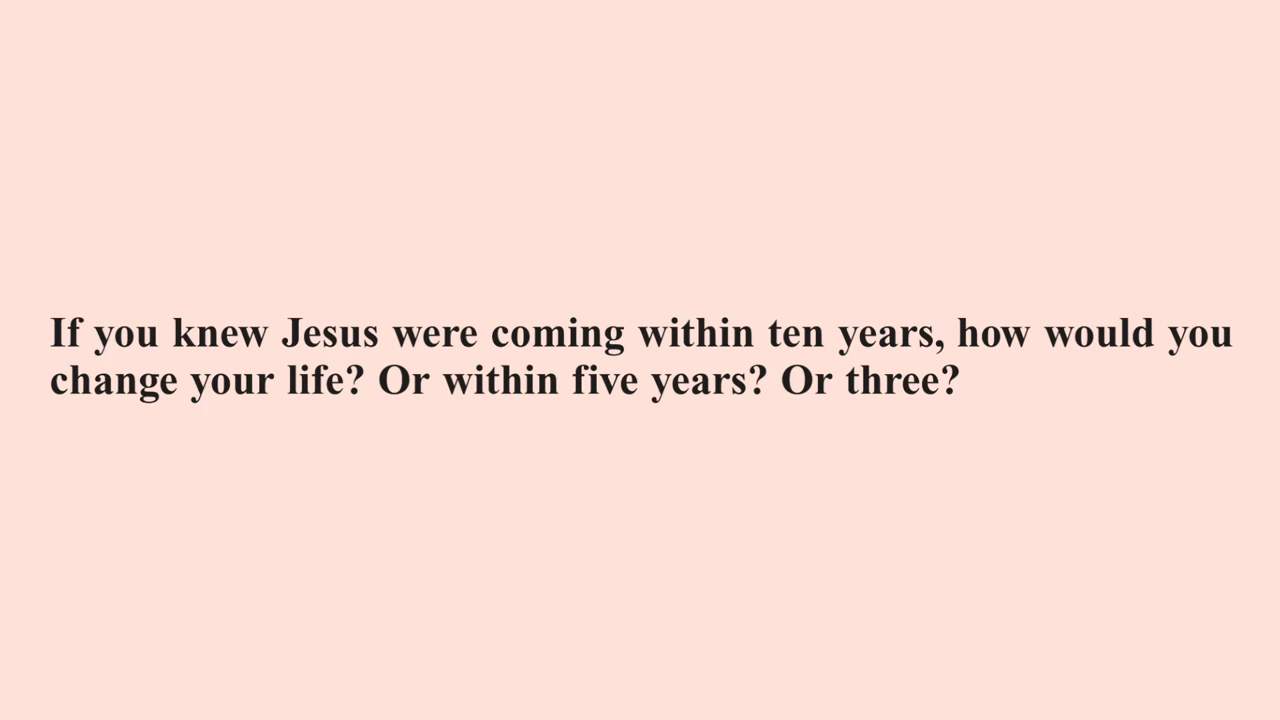 If you knew Jesus were coming within ten years, how would you
change your life? Or within five years? Or three?